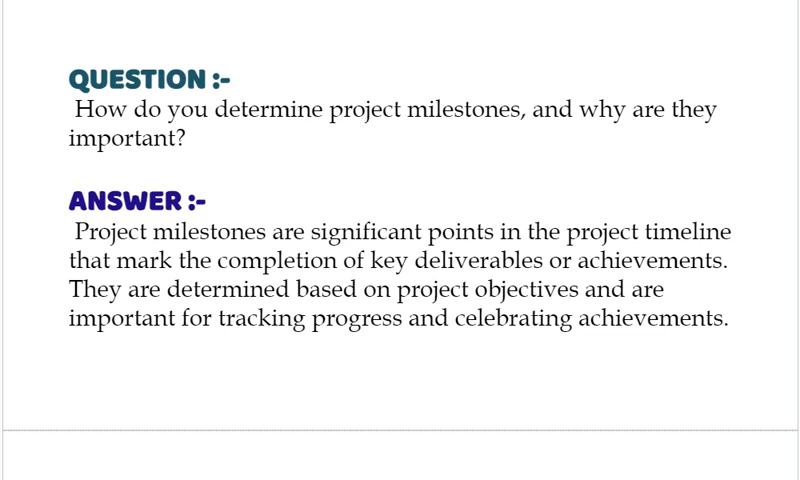 QUESTION :-
How do you determine project milestones, and why are they
important?
ANSWER :-
Project milestones are significant points in the project timeline
that mark the completion of key deliverables or achievements.
They are determined based on project objectives and are
important for tracking progress and celebrating achievements.